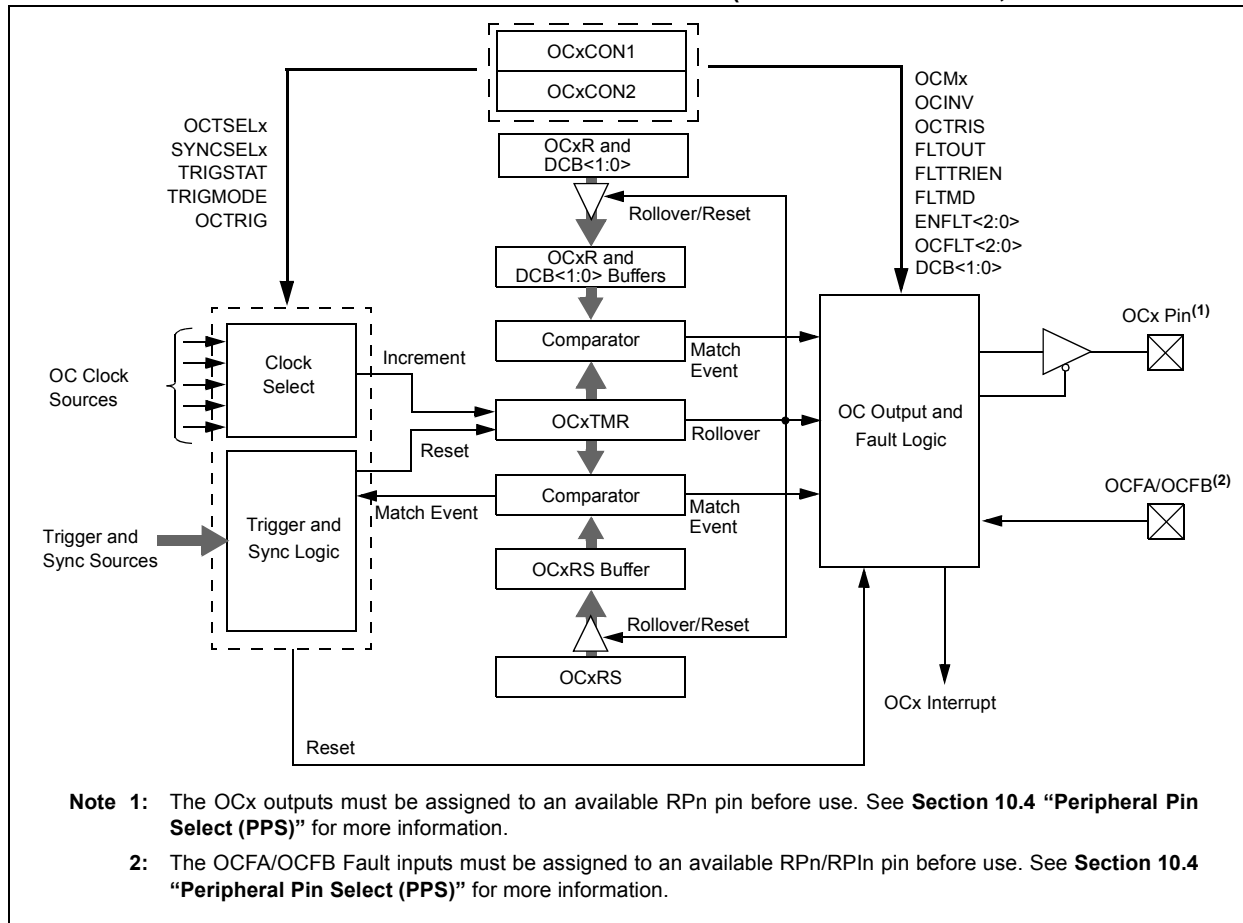 OCxCON1
OCxCON2
OCTSELx
SYNCSELx
TRIGSTAT
TRIGMODE
OCTRIG
OCMx
OCINV
OCTRIS
FLTOUT
FLTTRIEN
FLTMD
ENFLT<2:0>
OCFLT<2:0>
DCB<1:0>
OCxR and
DCB<1:0>
Rollover/Reset
OCxR and
DCB<1:0> Buffers
Comparator
Match
Event
OC Clock
Sources
Clock
Select
Increment
OCxTMR
Rollover
Reset
Comparator
Match Event
Match
Event
Trigger and
Sync Sources
Trigger and
Sync Logic
OCxRS Buffer
Rollover/Reset
OCxRS
OC Output and
Fault Logic
OCx Pin(1)
OCFA/OCFB(2)
OCx Interrupt
Reset
Note 1: The OCx outputs must be assigned to an available RPn pin before use. See Section 10.4 “Peripheral Pin
Select (PPS)” for more information.
2: The OCFA/OCFB Fault inputs must be assigned to an available RPn/RPIn pin before use. See Section 10.4
“Peripheral Pin Select (PPS)” for more information.